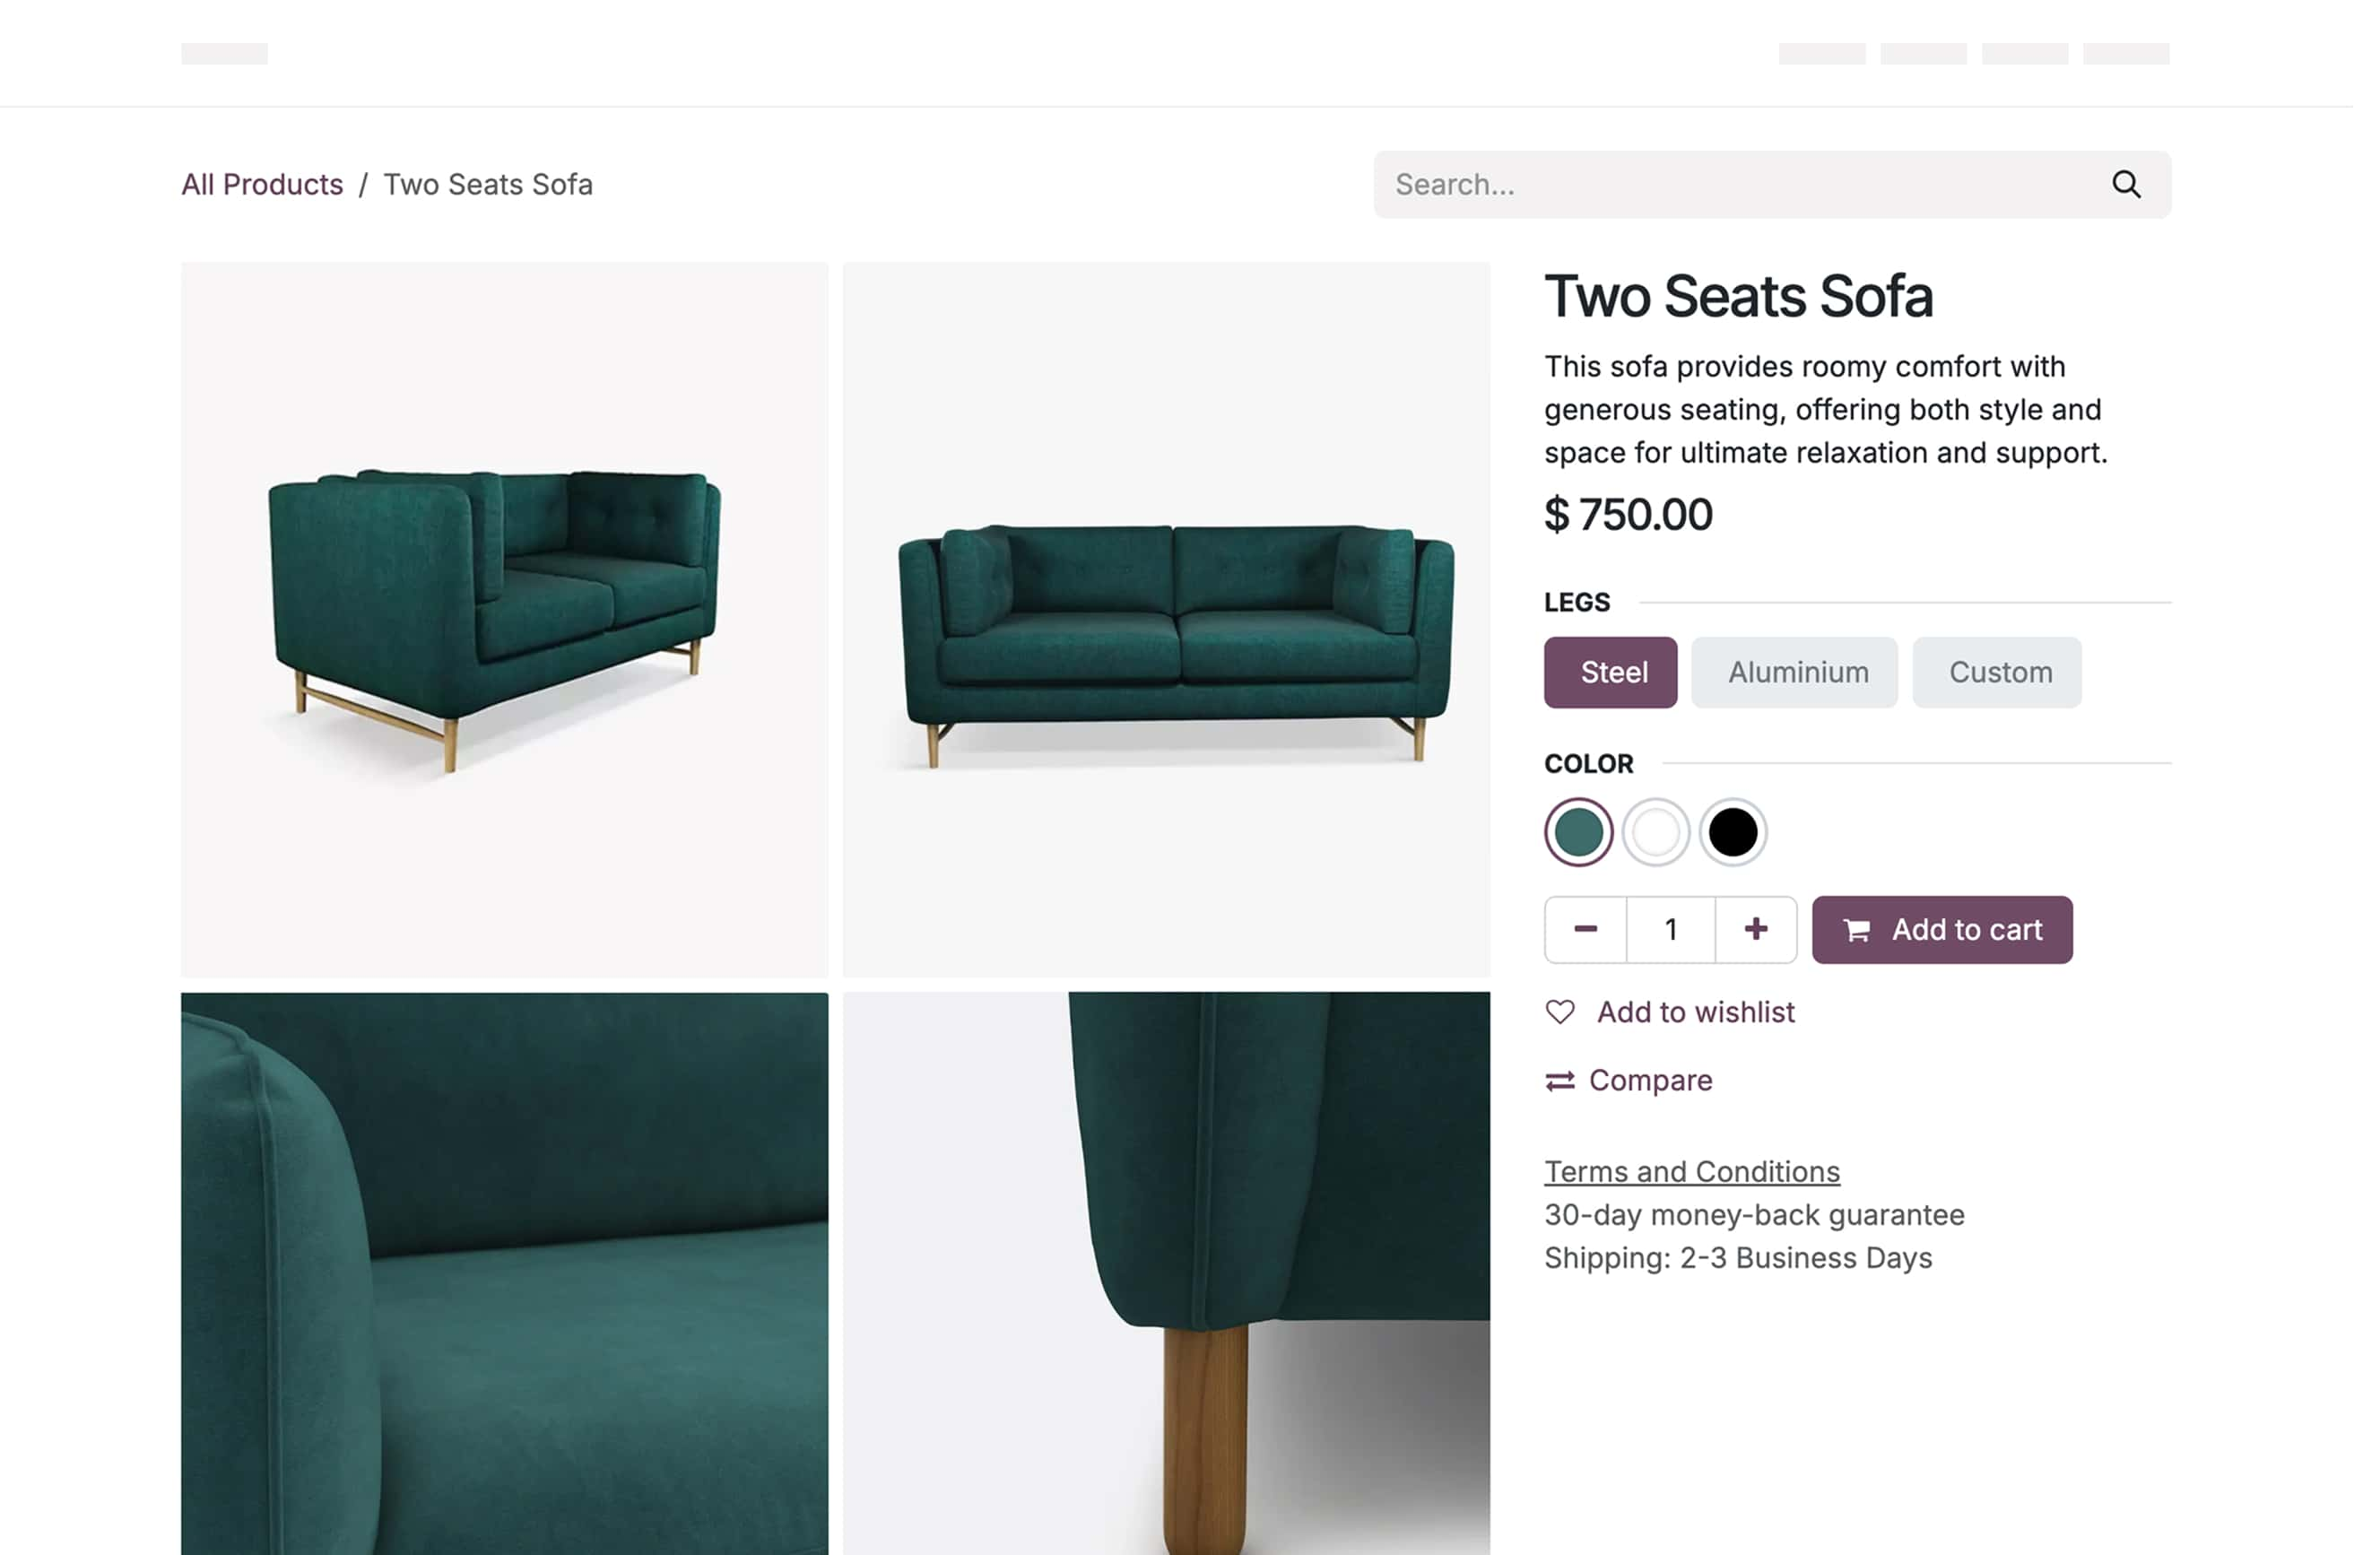 All Products / Two Seats Sofa
Search...
Two Seats Sofa
This sofa provides roomy comfort with
generous seating, offering both style and
space for ultimate relaxation and support.
$ 750.00
LEGS
Steel
Aluminium
Custom
COLOR
1
Add to cart
Add to wishlist
Compare
Terms and Conditions
30-day money-back guarantee
Shipping: 2-3 Business Days